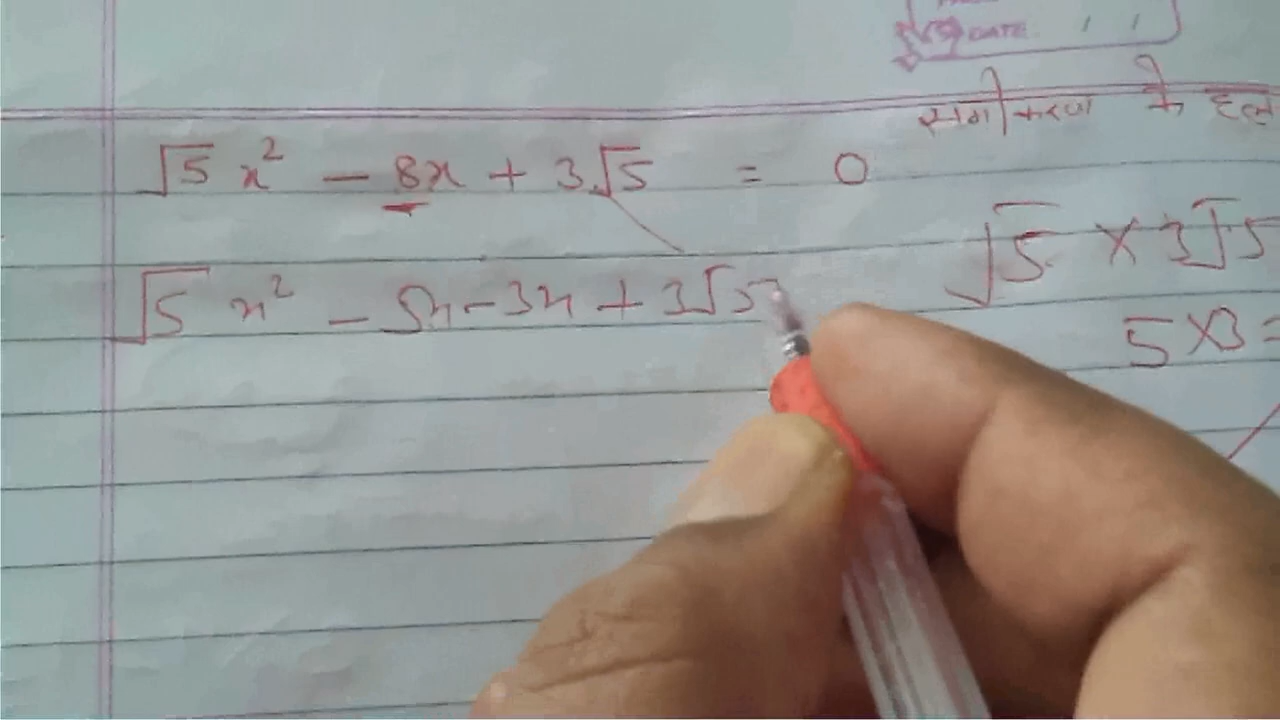 DATE
समीकरण के हल
√5 x² - 8x + 3√5 = 0
√5 x² - 5x - 3x + 3√5
√5 × 3√5
5 × 3 =